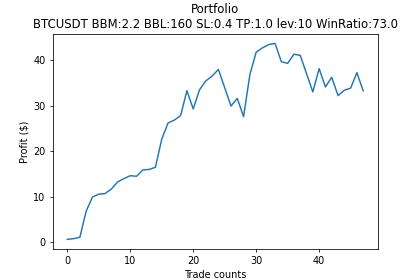 Portfolio
BTCUSDT BBM:2.2 BBL:160 SL:0.4 TP:1.0 lev:10 WinRatio:73.0
40
30
20
10
0
Profit ($)
0 10 20 30 40
Trade counts